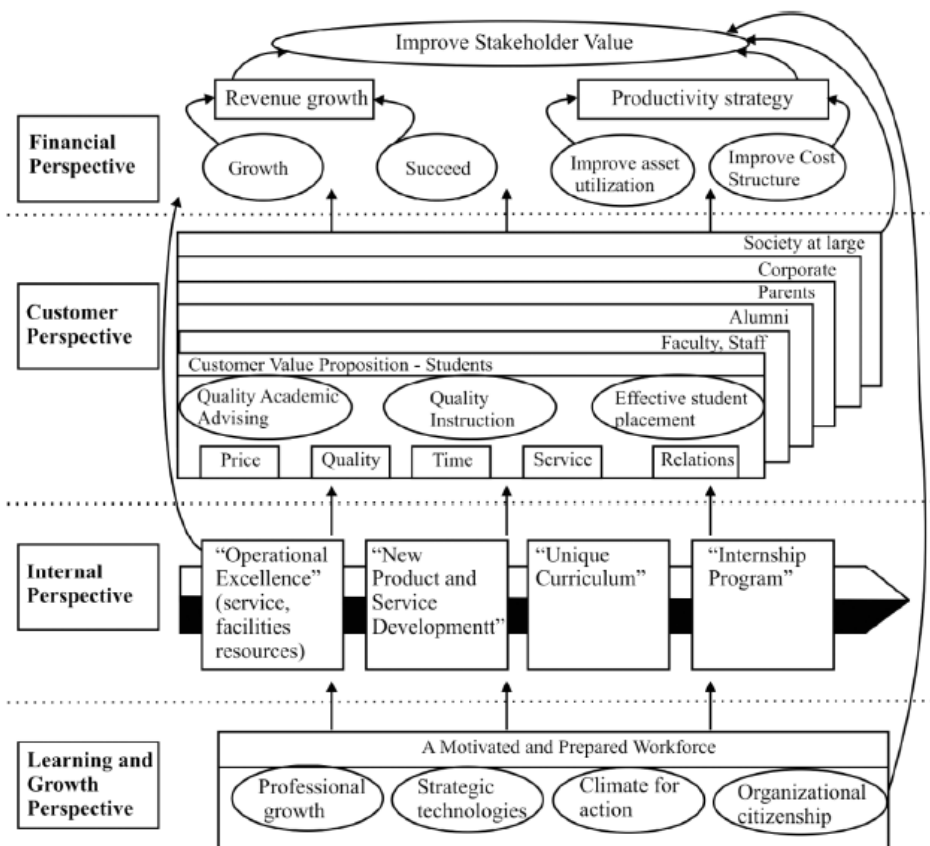 Improve Stakeholder Value
Revenue growth
Productivity strategy
Financial
Perspective
Growth
Succeed
Improve asset
utilization
Improve Cost
Structure
Society at large
Corporate
Parents
Alumni
Faculty, Staff
Customer
Perspective
Customer Value Proposition - Students
Quality Academic
Advising
Quality
Instruction
Effective student
placement
Price
Quality
Time
Service
Relations
Internal
Perspective
“Operational
Excellence”
(service,
facilities
resources)
“New
Product and
Service
Developmentt”
“Unique
Curriculum”
“Internship
Program”
Learning and
Growth
Perspective
A Motivated and Prepared Workforce
Professional
growth
Strategic
technologies
Climate for
action
Organizational
citizenship